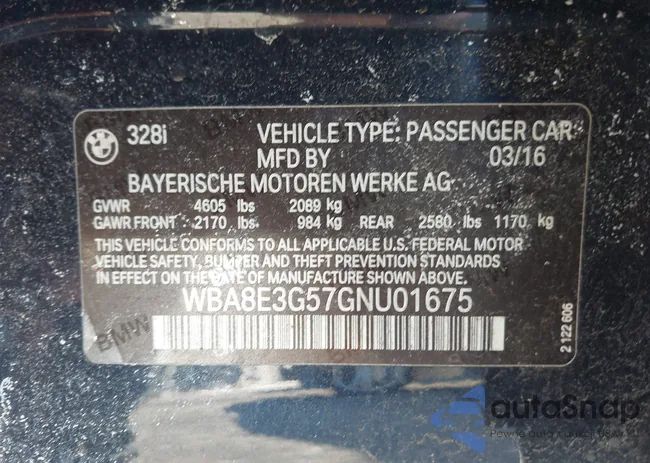 328i VEHICLE TYPE: PASSENGER CAR
MFD BY 03/16
BAYERISCHE MOTOREN WERKE AG
GVWR 4605 lbs 2089 kg
GAWR FRONT 2170 lbs 984 kg REAR 2580 lbs 1170 kg
THIS VEHICLE CONFORMS TO ALL APPLICABLE U.S. FEDERAL MOTOR
VEHICLE SAFETY, BUMPER AND THEFT PREVENTION STANDARDS
IN EFFECT ON THE DATE OF MANUFACTURE SHOWN ABOVE.
WBA8E3G57GNU01675
2 122 606
autoSnap